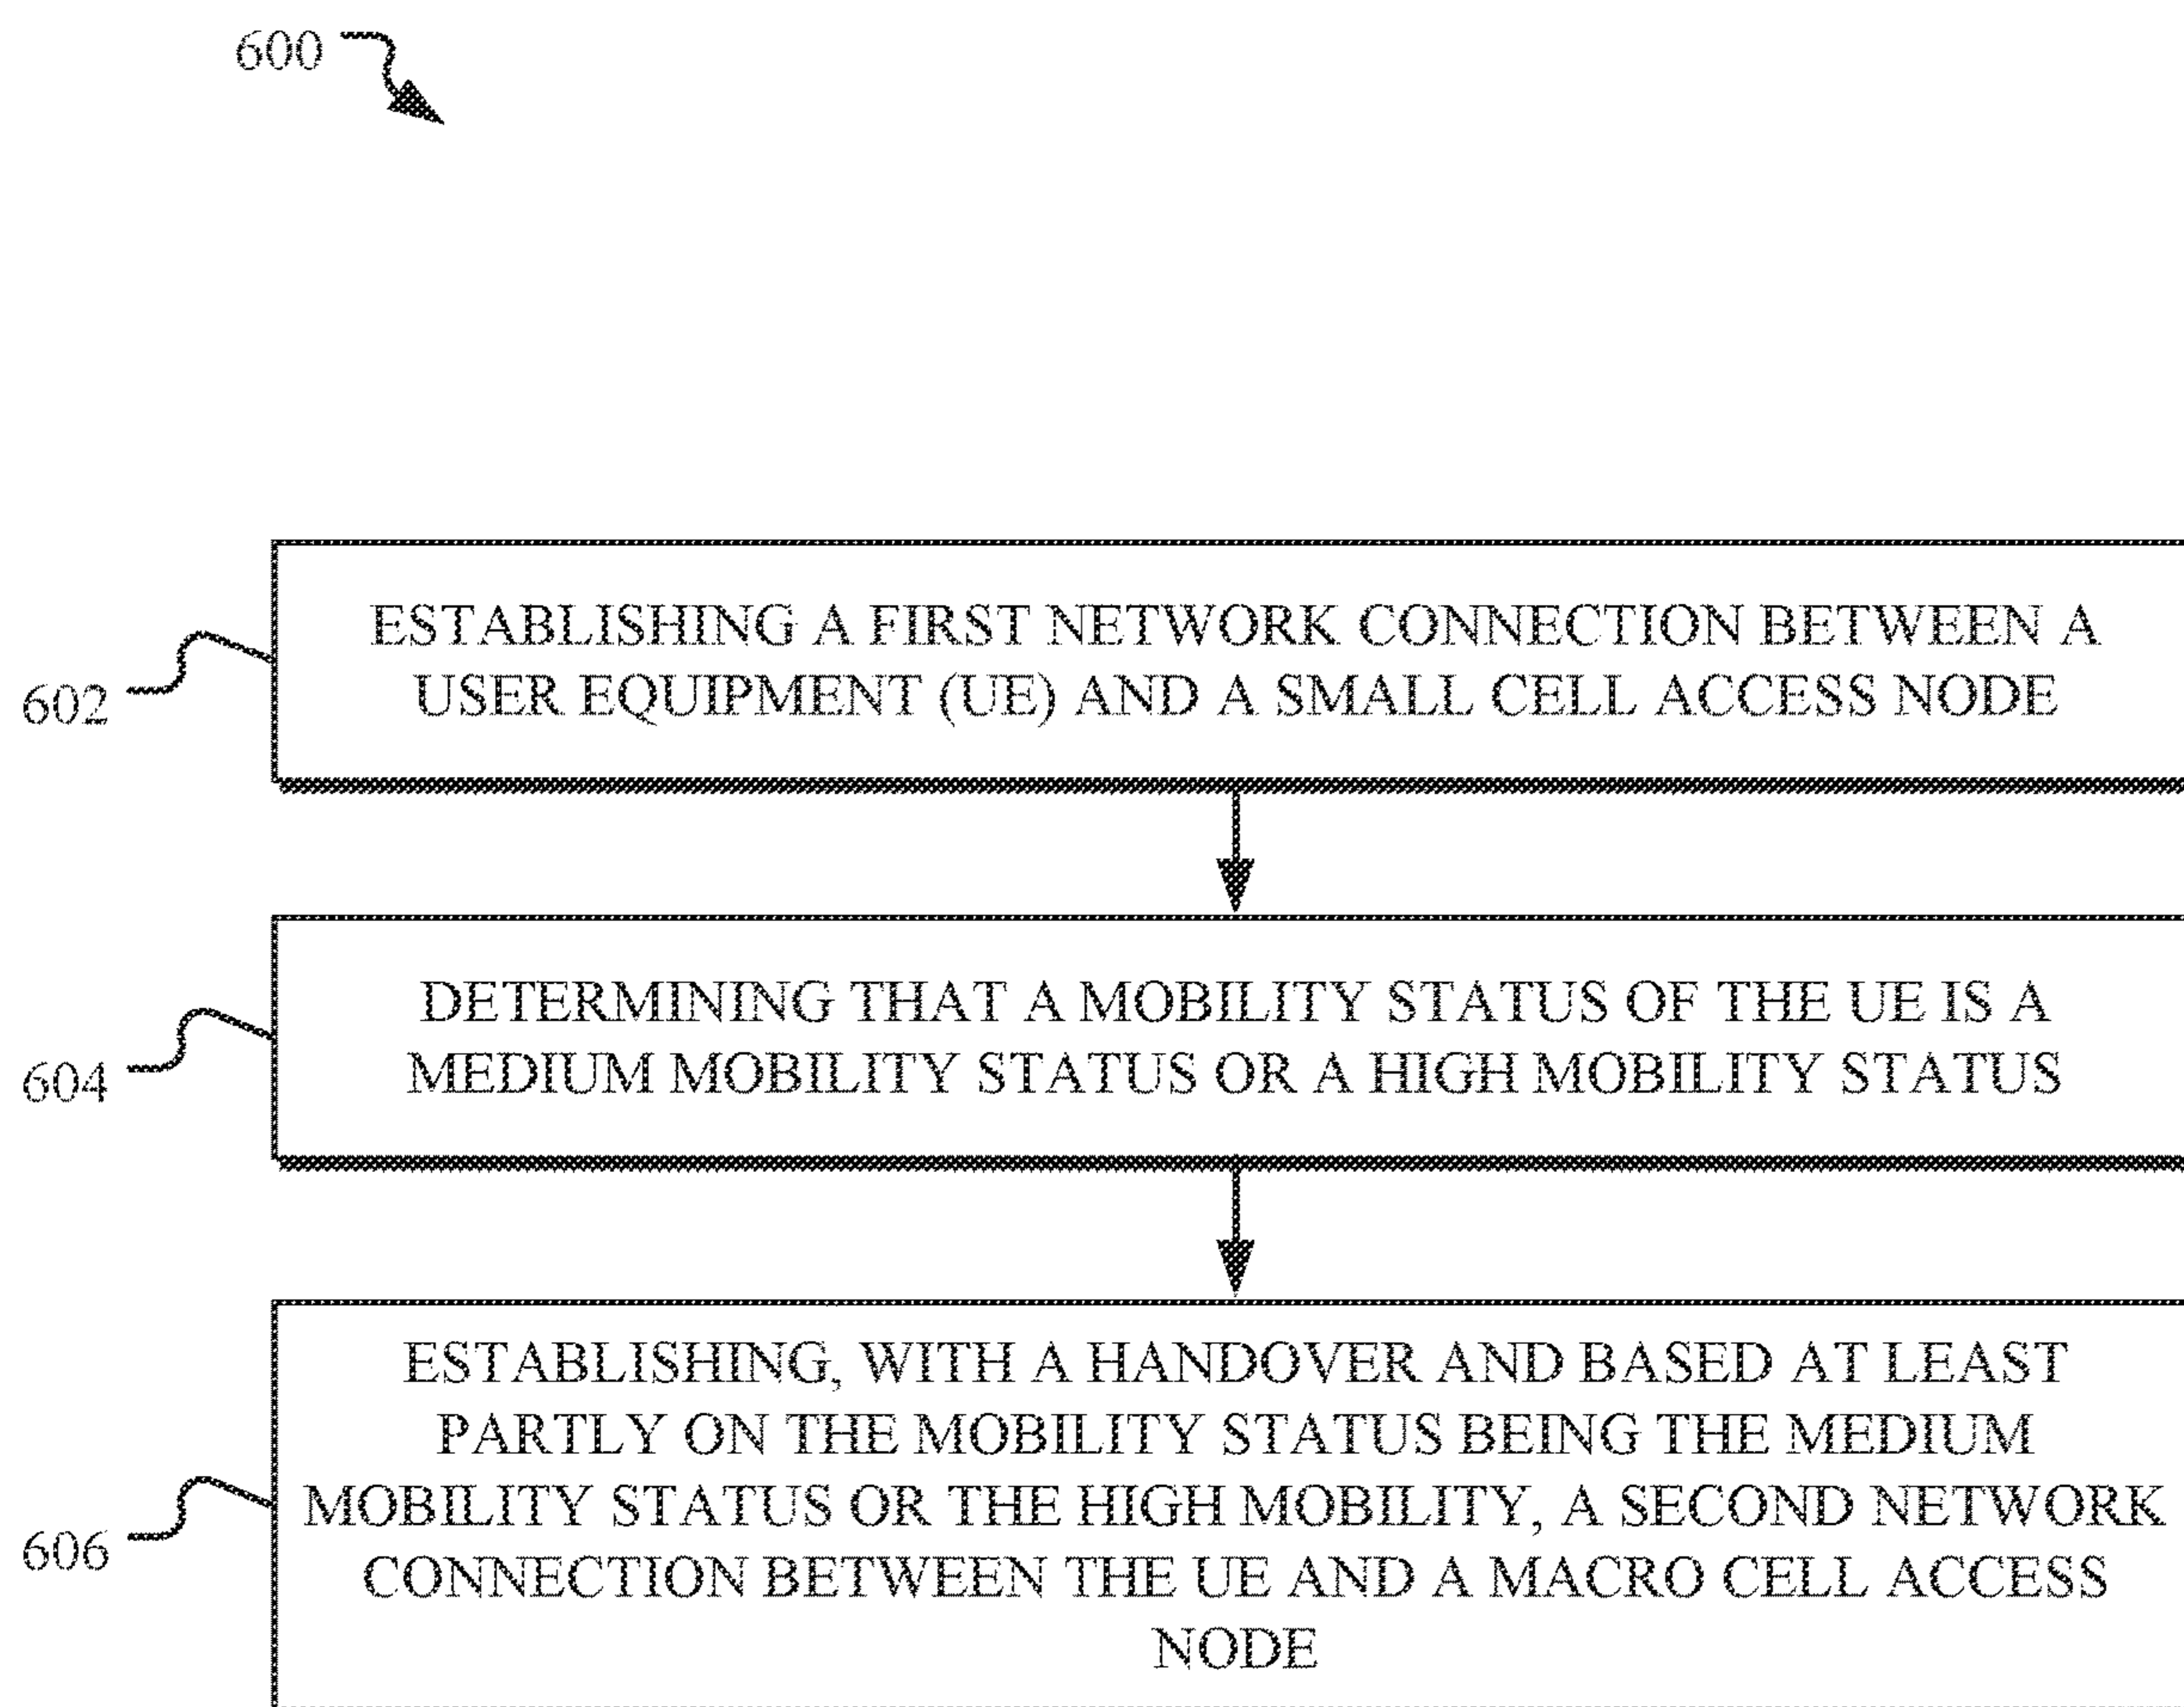 600
602
ESTABLISHING A FIRST NETWORK CONNECTION BETWEEN A
USER EQUIPMENT (UE) AND A SMALL CELL ACCESS NODE
604
DETERMINING THAT A MOBILITY STATUS OF THE UE IS A
MEDIUM MOBILITY STATUS OR A HIGH MOBILITY STATUS
606
ESTABLISHING, WITH A HANDOVER AND BASED AT LEAST
PARTLY ON THE MOBILITY STATUS BEING THE MEDIUM
MOBILITY STATUS OR THE HIGH MOBILITY, A SECOND NETWORK
CONNECTION BETWEEN THE UE AND A MACRO CELL ACCESS
NODE